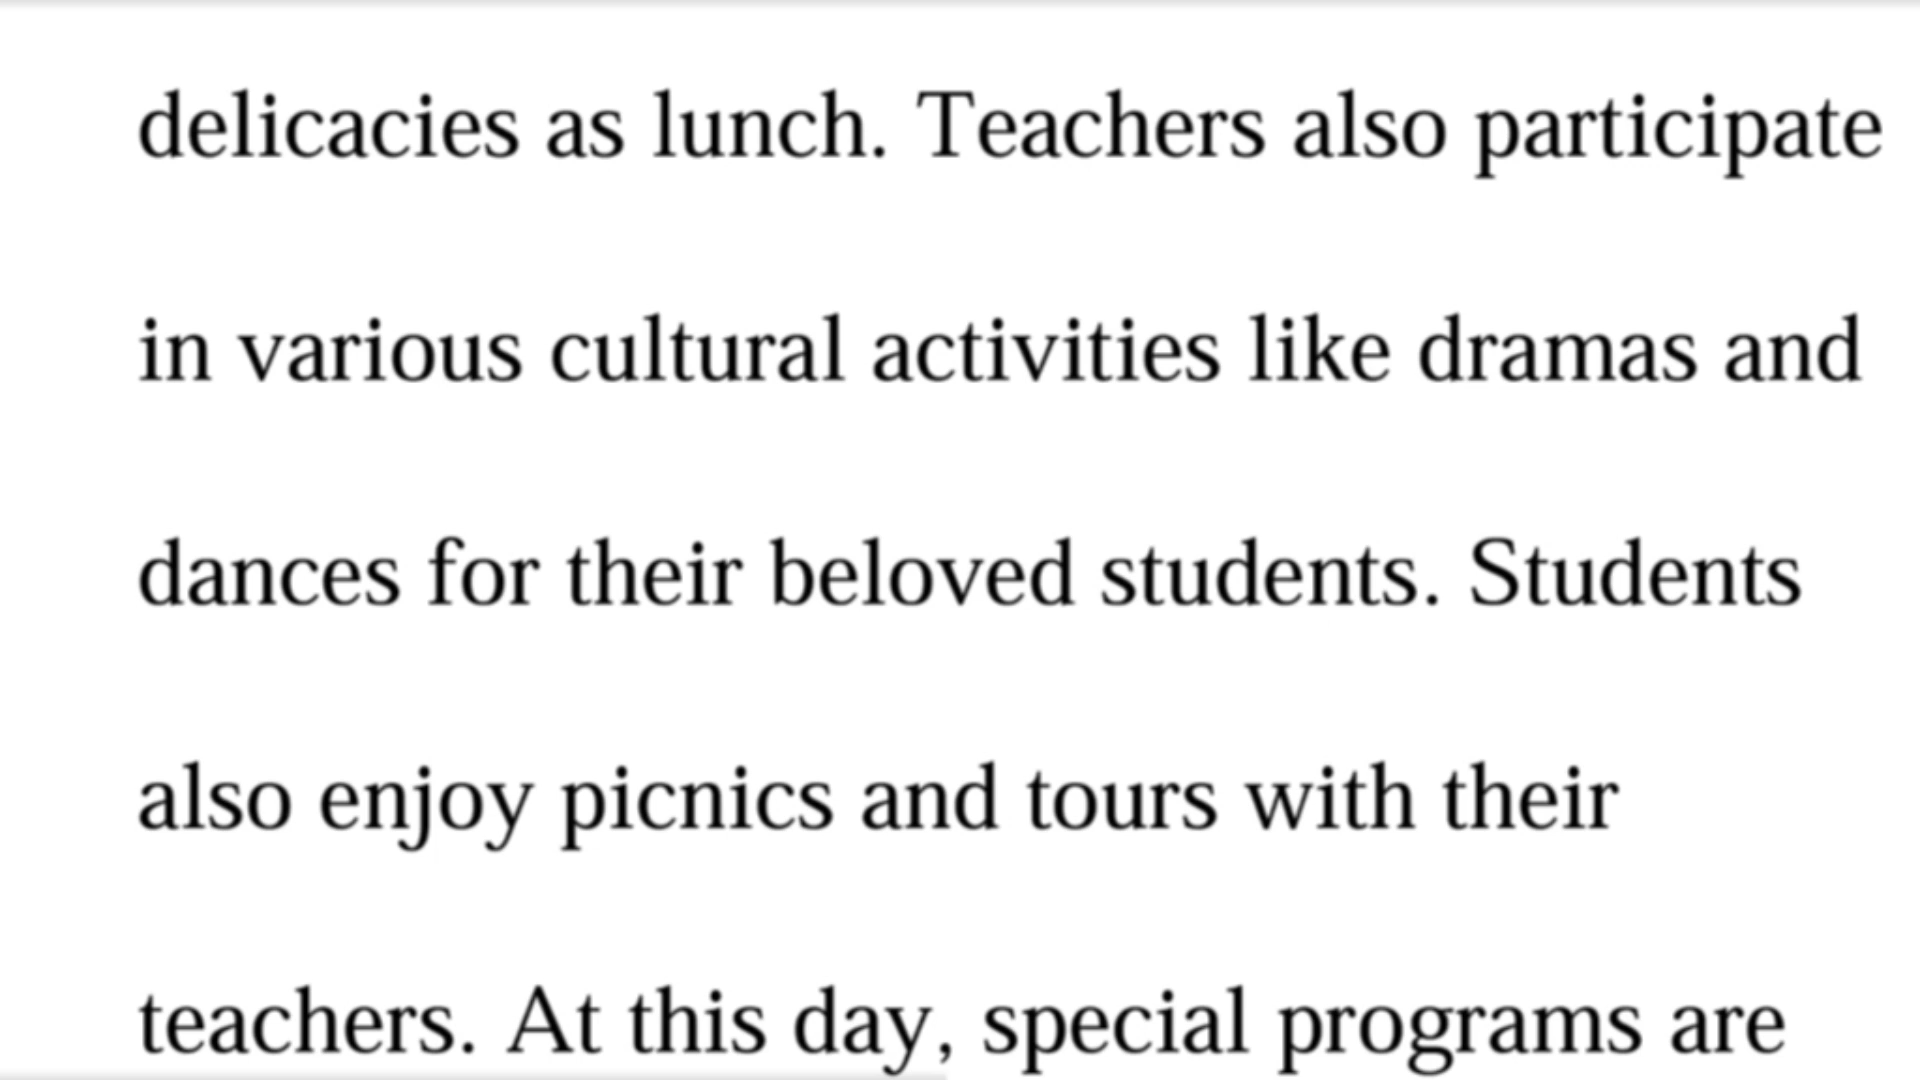 delicacies as lunch. Teachers also participate
in various cultural activities like dramas and
dances for their beloved students. Students
also enjoy picnics and tours with their
teachers. At this day, special programs are